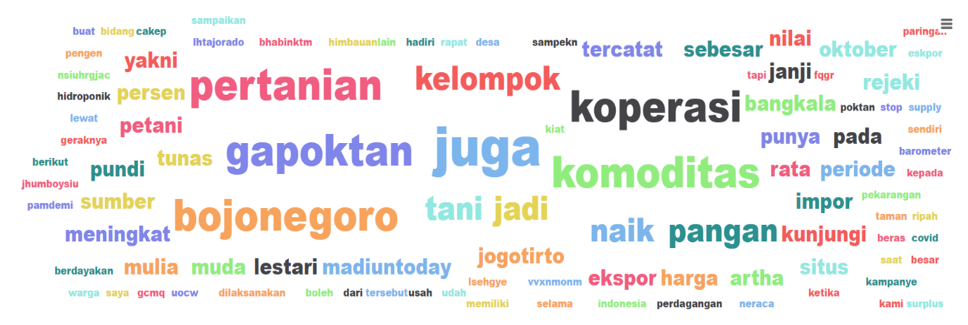 sampaikan
buat bidang cakep
paringa...
lhtajorado bhabinktm himbauan lain hadiri rapat desa sampekn
pengen yakni tercatat sebesar nilai oktober eskpor
nsiuhrgjac pertanian kelompok tapi janji fqgr rejeki
hidroponik persen koperasi bangkala poktan stop supply
lewat petani kiat punya pada sendiri
geraknya gapoktan juga barometer
berikut pundi tunas komoditas rata periode kepada
jhumboysiu
pamdemi sumber bojonegoro tani jadi impor pekarangan
taman ripah
meningkat naik pangan kunjungi beras covid
jogotirto saat besar
berdayakan mulia muda lestari madiuntoday ekspor harga artha situs kampanye
lsehgye vvxnmonm
warga saya gcmq uocw dilaksanakan boleh dari tersebut usah udah ketika
memiliki selama indonesia perdagangan neraca kami surplus